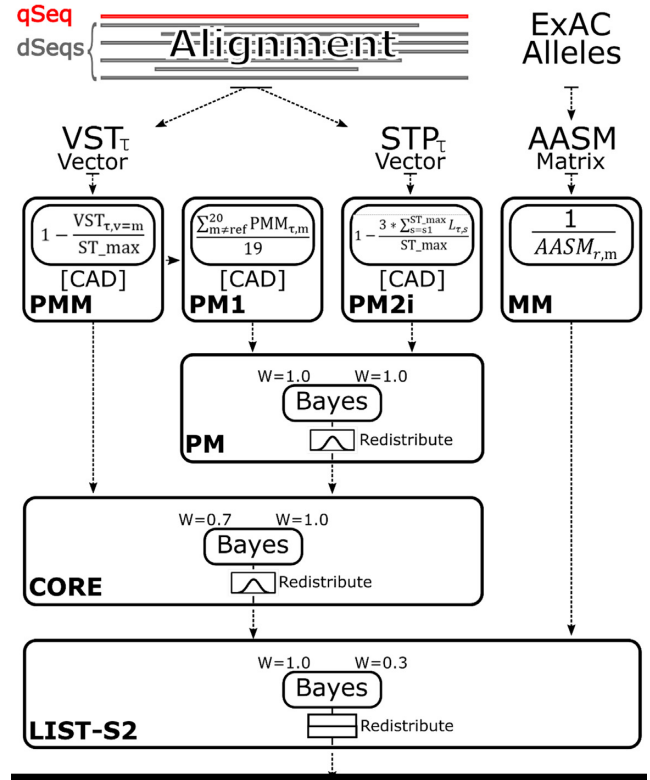 qSeq
dSeqs
Alignment
ExAC
Alleles
VSTτ
Vector
STPτ
Vector
AASM
Matrix
1 − VSTτ,v=m / ST_max
[CAD]
PMM
∑m≠ref^20 PMMτ,m / 19
[CAD]
PM1
1 − 3 * ∑s=s1^ST_max Lτ,s / ST_max
[CAD]
PM2i
1 / AASMr,m
MM
W=1.0 W=1.0
Bayes
Redistribute
PM
W=0.7 W=1.0
Bayes
Redistribute
CORE
W=1.0 W=0.3
Bayes
Redistribute
LIST-S2